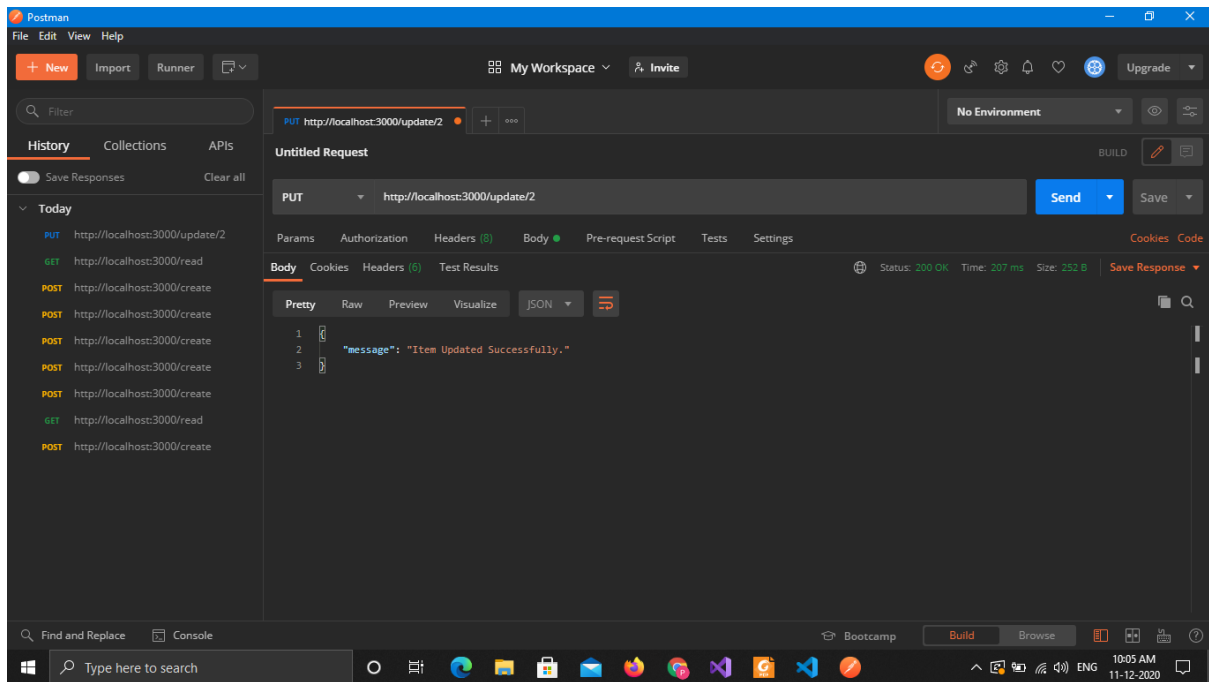 Postman
File Edit View Help
+ New Import Runner My Workspace Invite Upgrade
Filter
PUT http://localhost:3000/update/2 No Environment
History Collections APIs
Untitled Request BUILD
Save Responses Clear all
PUT http://localhost:3000/update/2 Send Save
Today
PUT http://localhost:3000/update/2
GET http://localhost:3000/read
POST http://localhost:3000/create
POST http://localhost:3000/create
POST http://localhost:3000/create
POST http://localhost:3000/create
POST http://localhost:3000/create
GET http://localhost:3000/read
POST http://localhost:3000/create
Params Authorization Headers (8) Body Pre-request Script Tests Settings Cookies Code
Body Cookies Headers (6) Test Results Status: 200 OK Time: 207 ms Size: 252 B Save Response
Pretty Raw Preview Visualize JSON
1 {
2 "message": "Item Updated Successfully."
3 }
Find and Replace Console Bootcamp Build Browse
Type here to search ENG 10:05 AM
11-12-2020